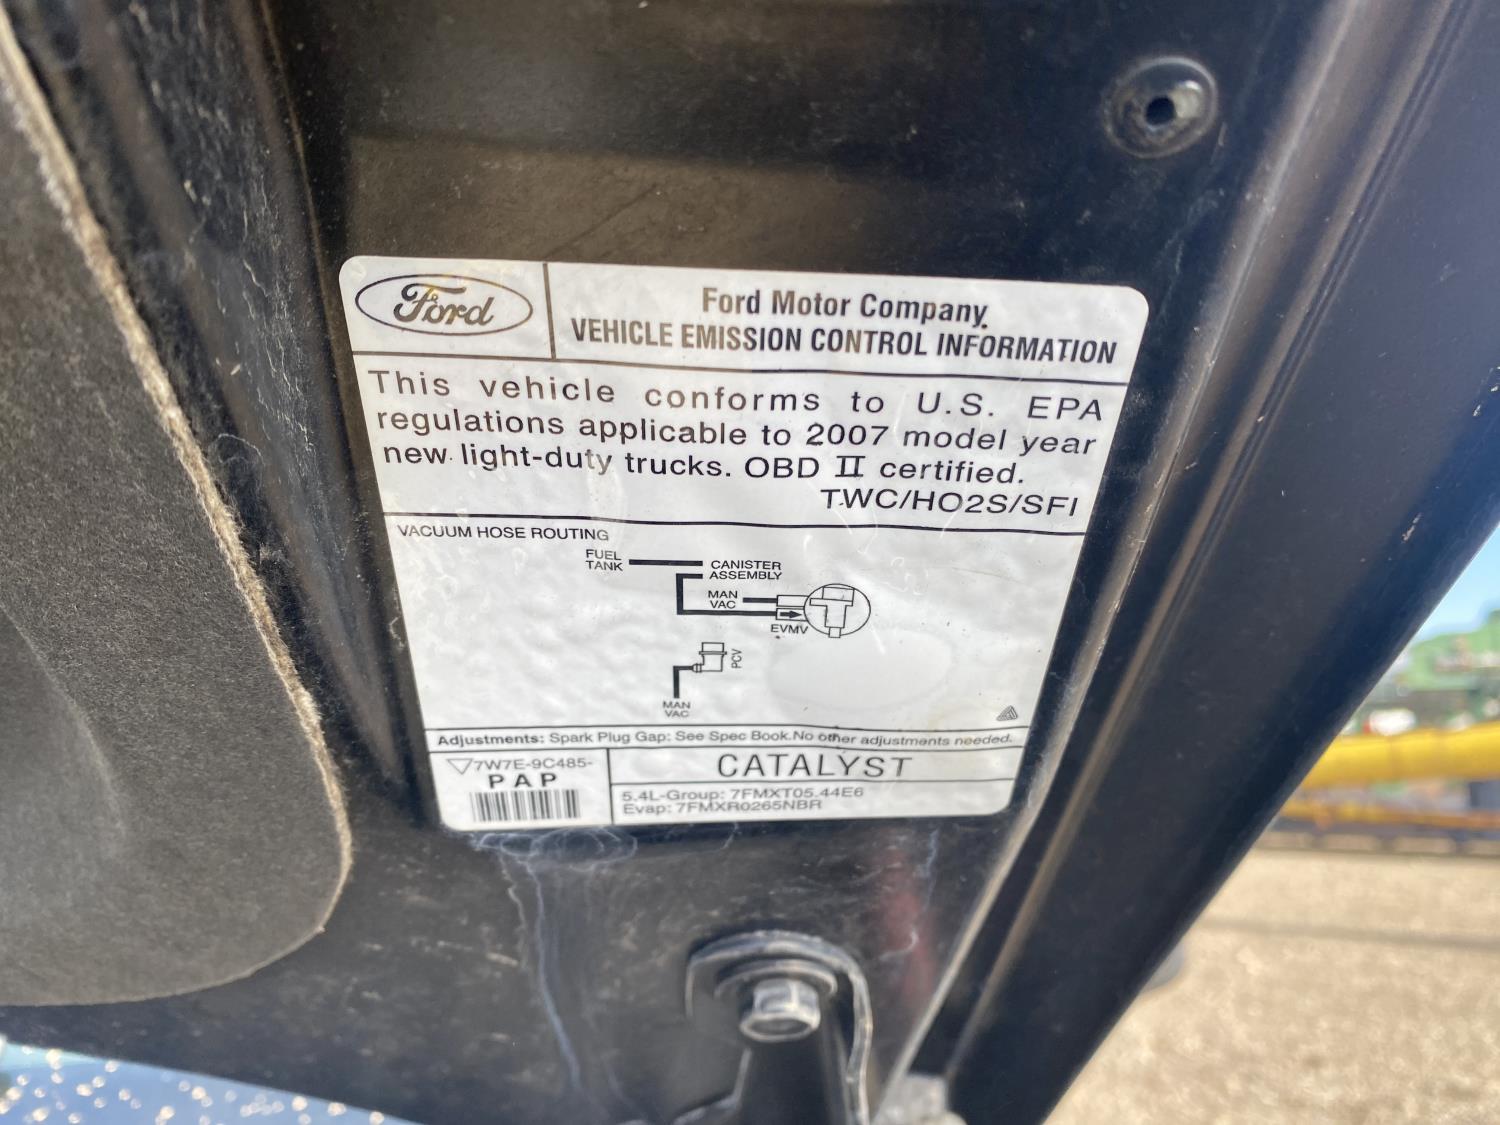 Ford
Ford Motor Company
VEHICLE EMISSION CONTROL INFORMATION
This vehicle conforms to U.S. EPA
regulations applicable to 2007 model year
new light-duty trucks. OBD II certified.
TWC/HO2S/SFI
VACUUM HOSE ROUTING
FUEL
TANK
CANISTER
ASSEMBLY
MAN
VAC
EVMV
PCV
MAN
VAC
Adjustments: Spark Plug Gap: See Spec Book.No other adjustments needed.
7W7E-9C485-
PAP
CATALYST
5.4L-Group: 7FMXT05.44E6
Evap: 7FMXR0265NBR